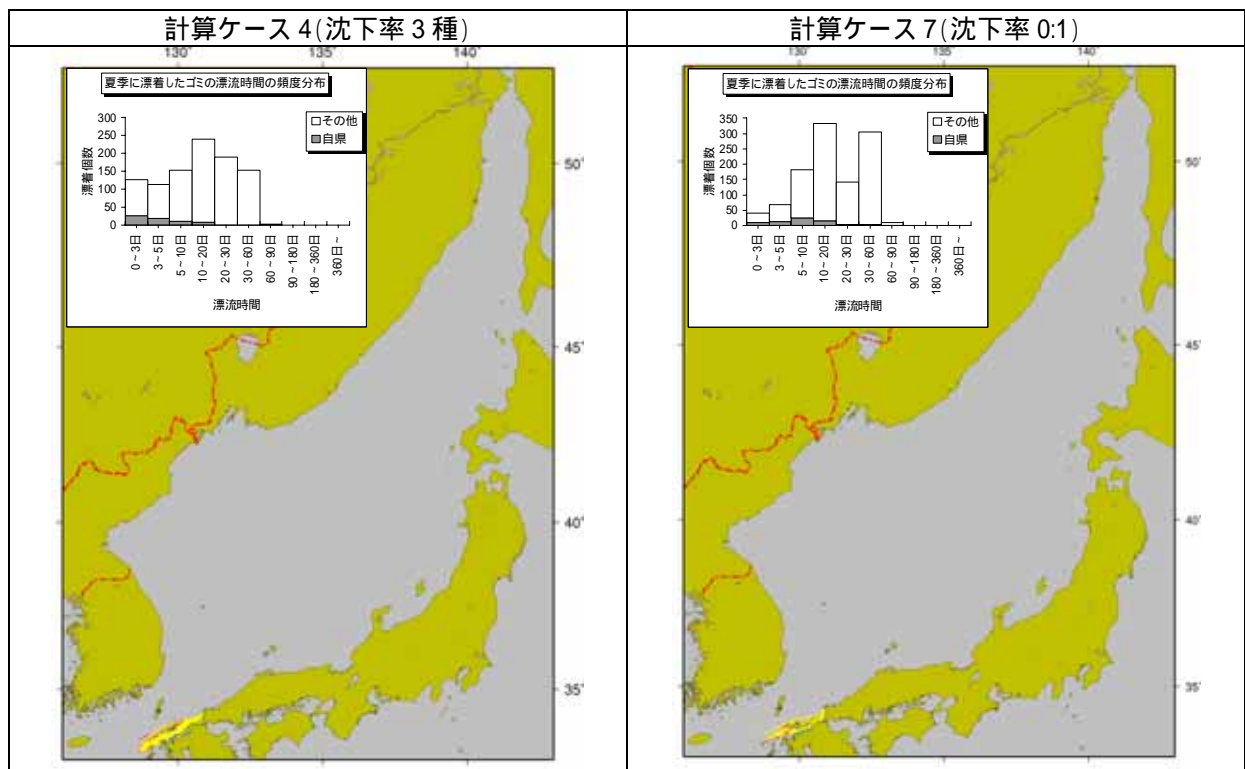 計算ケース 4(沈下率 3 種)
計算ケース 7(沈下率 0:1)
130°
135°
140°
夏季に漂着したゴミの漂流時間の頻度分布
□その他
■自県
漂着個数
300
250
200
150
100
50
0
0～3日
3～5日
5～10日
10～20日
20～30日
30～60日
60～90日
90～180日
180～360日
360日～
漂流時間
50°
45°
40°
35°
130°
135°
140°
130°
140°
夏季に漂着したゴミの漂流時間の頻度分布
□その他
■自県
漂着個数
350
300
250
200
150
100
50
0
0～3日
3～5日
5～10日
10～20日
20～30日
30～60日
60～90日
90～180日
180～360日
360日～
漂流時間
50°
45°
40°
35°
130°
135°
140°